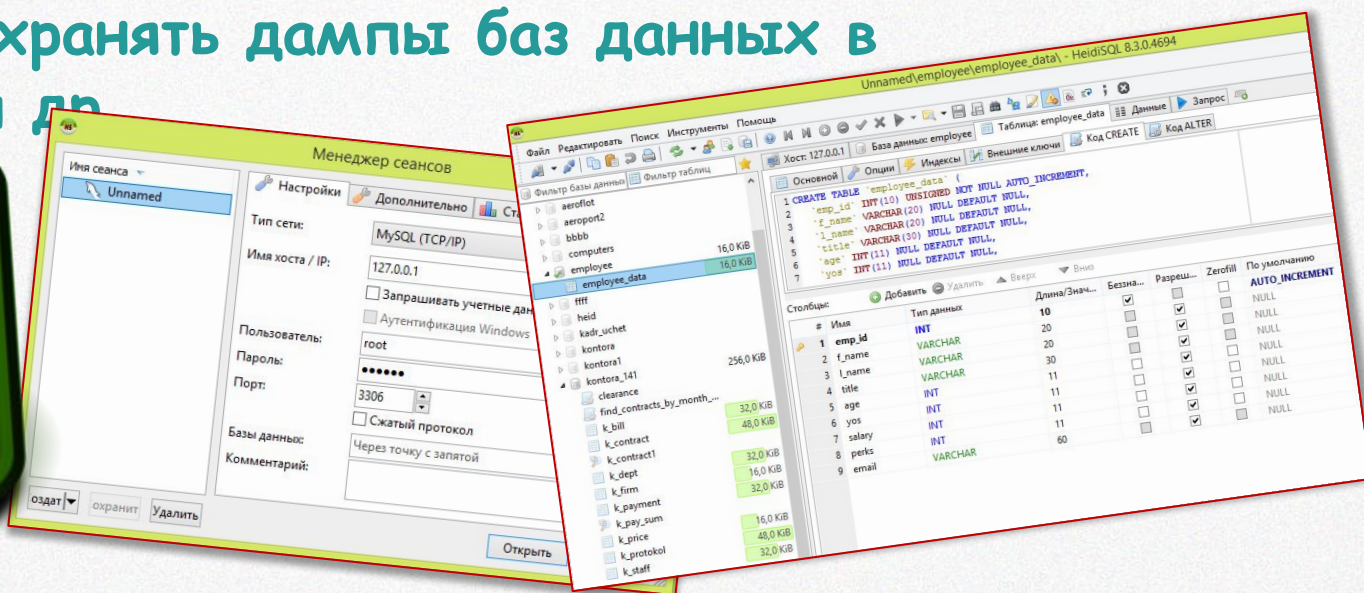 хранять дампы баз данных в
др
Менеджер сеансов
Имя сеанса
Unnamed
Настройки
Дополнительно
Тип сети:
MySQL (TCP/IP)
Имя хоста / IP:
127.0.0.1
Запрашивать учетные дан
Аутентификация Windows
Пользователь:
root
Пароль:
●●●●●●
Порт:
3306
Сжатый протокол
Базы данных:
Через точку с запятой
Комментарий:
оздат охранит Удалить
Открыть
Unnamed\employee\employee_data\ - HeidiSQL 8.3.0.4694
Файл Редактировать Поиск Инструменты Помощь
Фильтр базы данных Фильтр таблиц
Хост: 127.0.0.1 База данных: employee Таблица: employee_data Данные Запрос
Основной Опции Индексы Внешние ключи Код CREATE Код ALTER
aeroflot
aeroport2
bbbb
computers
employee 16,0 KiB
employee_data 16,0 KiB
ffff
heid
kadr_uchet
kontora
kontora1
kontora_141 256,0 KiB
clearance
find_contracts_by_month_...
k_bill 32,0 KiB
k_contract 48,0 KiB
k_contract1
k_dept 32,0 KiB
k_firm 16,0 KiB
k_payment 32,0 KiB
k_pay_sum
k_price 16,0 KiB
k_protokol 48,0 KiB
k_staff 32,0 KiB
1 CREATE TABLE `employee_data` (
2 `emp_id` INT(10) UNSIGNED NOT NULL AUTO_INCREMENT,
3 `f_name` VARCHAR(20) NULL DEFAULT NULL,
4 `l_name` VARCHAR(20) NULL DEFAULT NULL,
5 `title` VARCHAR(30) NULL DEFAULT NULL,
6 `age` INT(11) NULL DEFAULT NULL,
7 `yos` INT(11) NULL DEFAULT NULL,
Столбцы: Добавить Удалить Вверх Вниз
# Имя Тип данных Длина/Знач... Беззна... Разреш... Zerofill По умолчанию
1 emp_id INT 10 AUTO_INCREMENT
2 f_name VARCHAR 20 NULL
3 l_name VARCHAR 20 NULL
4 title VARCHAR 30 NULL
5 age INT 11 NULL
6 yos INT 11 NULL
7 salary INT 11 NULL
8 perks INT 11 NULL
9 email VARCHAR 60 NULL